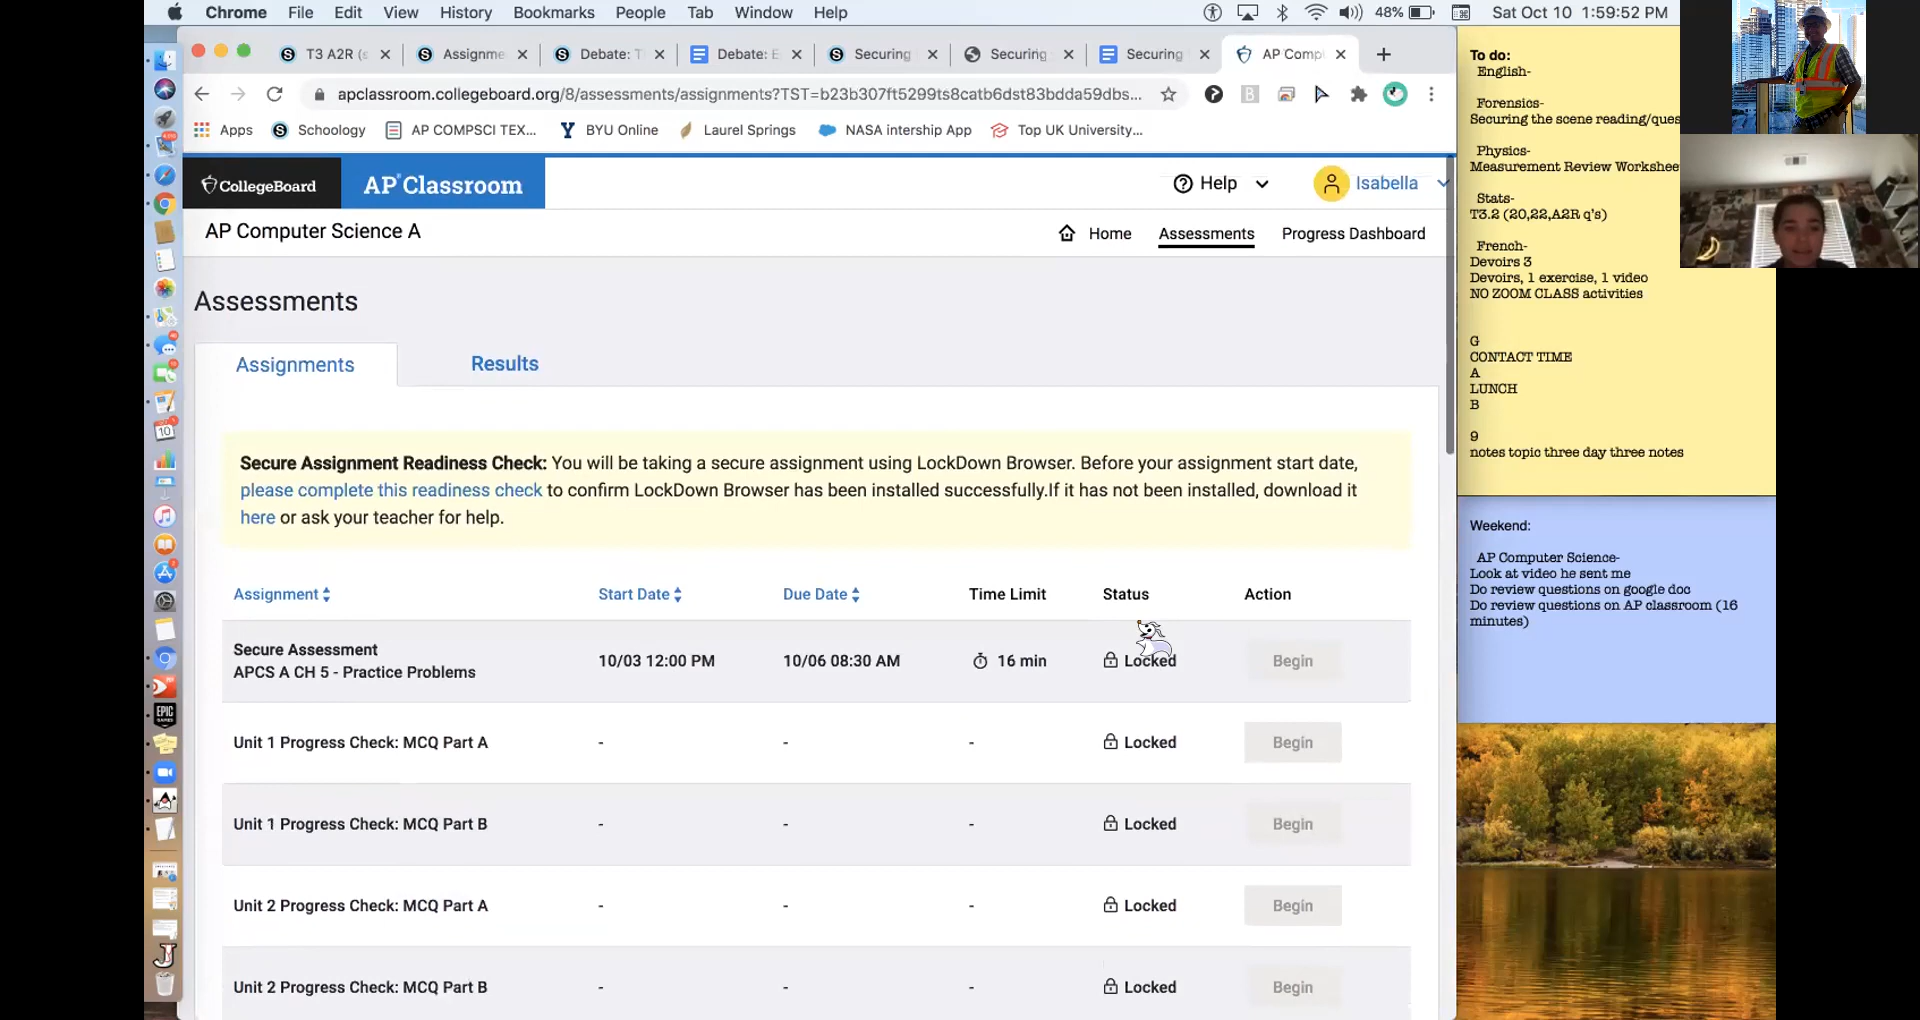 Chrome File Edit View History Bookmarks People Tab Window Help 48% Sat Oct 10 1:59:52 PM
T3 A2R (s Assignme Debate: T Debate: E Securing Securing Securing AP Comp
apclassroom.collegeboard.org/8/assessments/assignments?TST=b23b307ft5299ts8catb6dst83bdda59dbs...
Apps Schoology AP COMPSCI TEX... BYU Online Laurel Springs NASA intership App Top UK University...
CollegeBoard AP Classroom Help Isabella
AP Computer Science A Home Assessments Progress Dashboard
Assessments
Assignments Results
Secure Assignment Readiness Check: You will be taking a secure assignment using LockDown Browser. Before your assignment start date,
please complete this readiness check to confirm LockDown Browser has been installed successfully.If it has not been installed, download it
here or ask your teacher for help.
Assignment Start Date Due Date Time Limit Status Action
Secure Assessment
APCS A CH 5 - Practice Problems 10/03 12:00 PM 10/06 08:30 AM 16 min Locked Begin
Unit 1 Progress Check: MCQ Part A - - - Locked Begin
Unit 1 Progress Check: MCQ Part B - - - Locked Begin
Unit 2 Progress Check: MCQ Part A - - - Locked Begin
Unit 2 Progress Check: MCQ Part B - - - Locked Begin
To do:
English-
Forensics-
Securing the scene reading/ques
Physics-
Measurement Review Workshee
Stats-
T3.2 (20,22,A2R q's)
French-
Devoirs 3
Devoirs, 1 exercise, 1 video
NO ZOOM CLASS activities
G
CONTACT TIME
A
LUNCH
B
9
notes topic three day three notes
Weekend:
AP Computer Science-
Look at video he sent me
Do review questions on google doc
Do review questions on AP classroom (16
minutes)
EPIC
GAMES
10